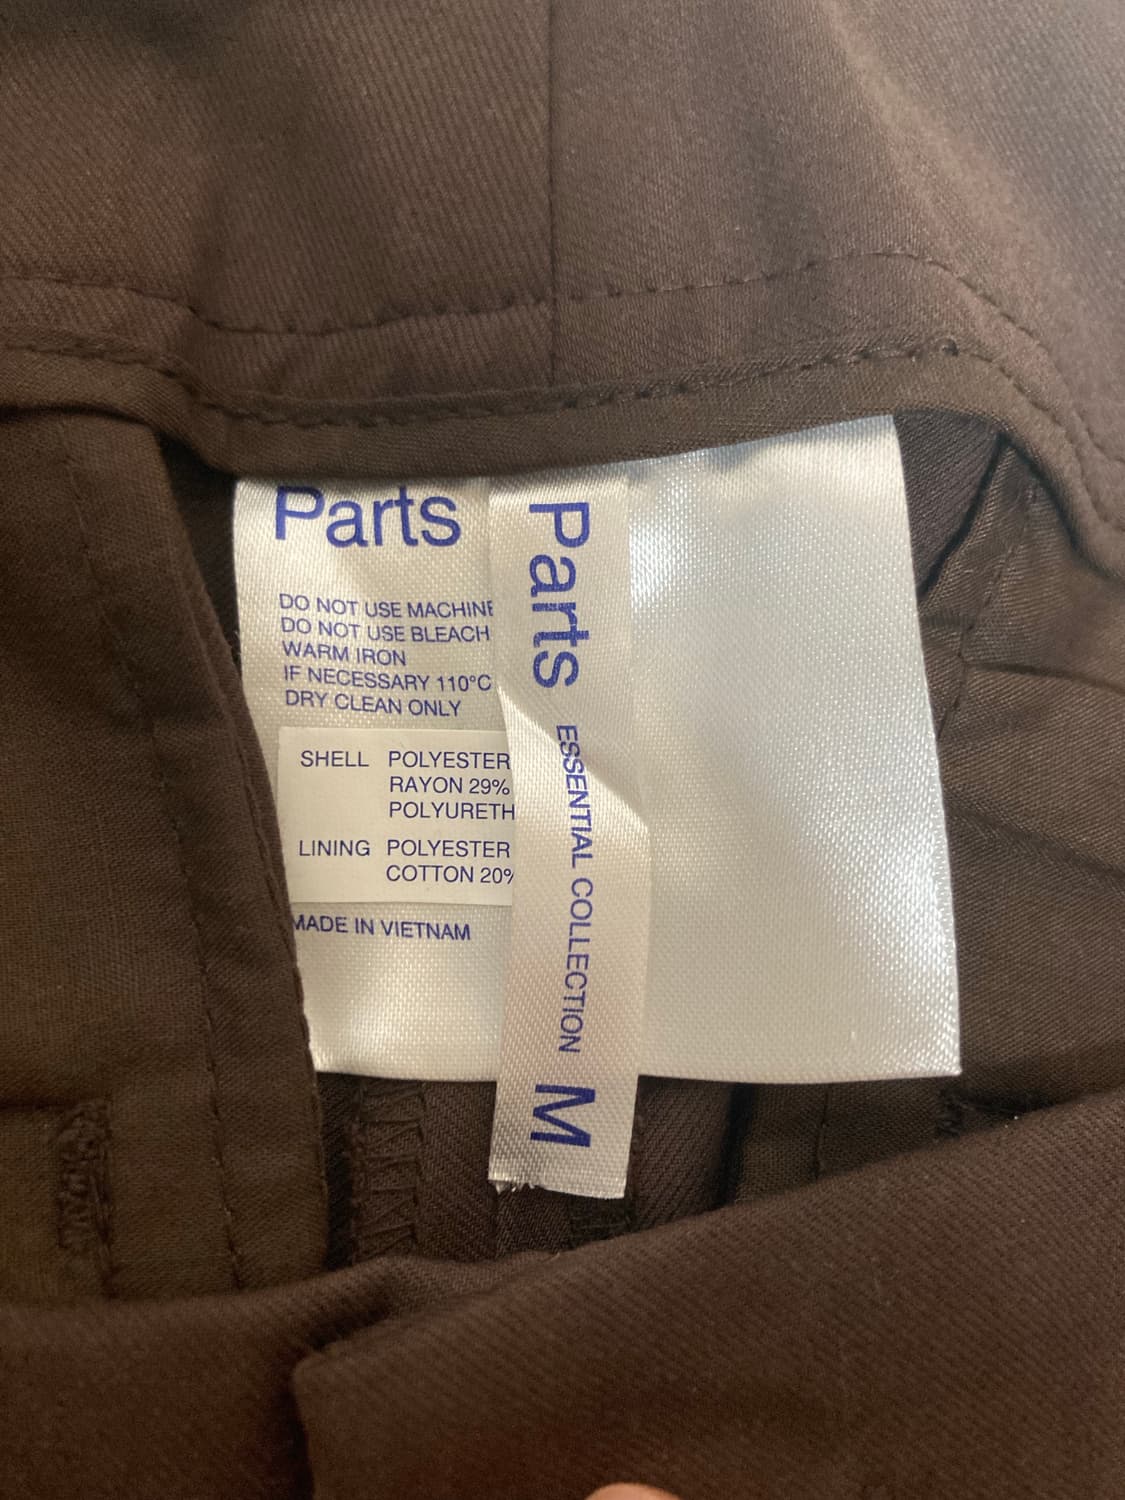 Parts
DO NOT USE MACHINE
DO NOT USE BLEACH
WARM IRON
IF NECESSARY 110°C
DRY CLEAN ONLY
SHELL POLYESTER
RAYON 29%
POLYURETH
LINING POLYESTER
COTTON 20%
MADE IN VIETNAM
Parts ESSENTIAL COLLECTION M